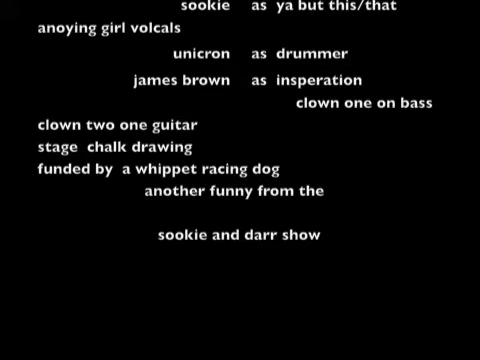 sookie as ya but this/that
anoying girl volcals
unicron as drummer
james brown as insperation
clown one on bass
clown two one guitar
stage chalk drawing
funded by a whippet racing dog
another funny from the
sookie and darr show